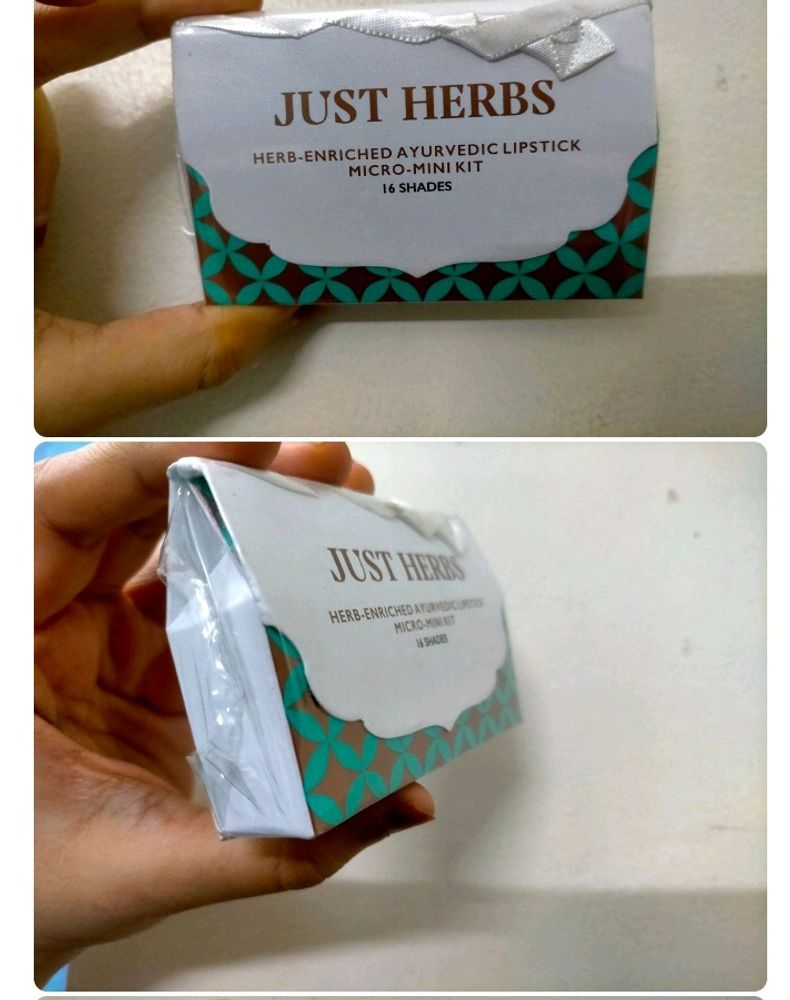 JUST HERBS
HERB-ENRICHED AYURVEDIC LIPSTICK
MICRO-MINI KIT
16 SHADES
JUST HERBS
HERB-ENRICHED AYURVEDIC LIPSTICK
MICRO-MINI KIT
16 SHADES